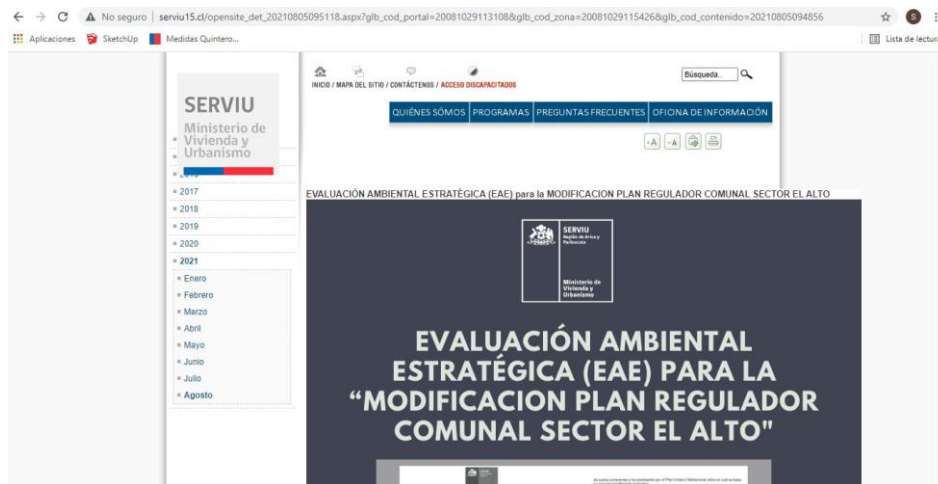 No seguro | serviu15.cl/opensite_det_20210805095118.aspx?glb_cod_portal=20081029113108&glb_cod_zona=20081029115426&glb_cod_contenido=20210805094856
S
Aplicaciones SketchUp Medidas Quintero... Lista de lectura
INICIO / MAPA DEL SITIO / CONTÁCTENOS / ACCESO DISCAPACITADOS
Búsqueda..
SERVIU
Ministerio de
Vivienda y
Urbanismo
QUIÉNES SÓMOS PROGRAMAS PREGUNTAS FRECUENTES OFICINA DE INFORMACIÓN
+A -A
2017
2018
2019
2020
2021
Enero
Febrero
Marzo
Abril
Mayo
Junio
Julio
Agosto
EVALUACIÓN AMBIENTAL ESTRATÉGICA (EAE) para la MODIFICACION PLAN REGULADOR COMUNAL SECTOR EL ALTO
SERVIU
Región de Arica y
Parinacota
Ministerio de
Vivienda y
Urbanismo
EVALUACIÓN AMBIENTAL
ESTRATÉGICA (EAE) PARA LA
“MODIFICACION PLAN REGULADOR
COMUNAL SECTOR EL ALTO"